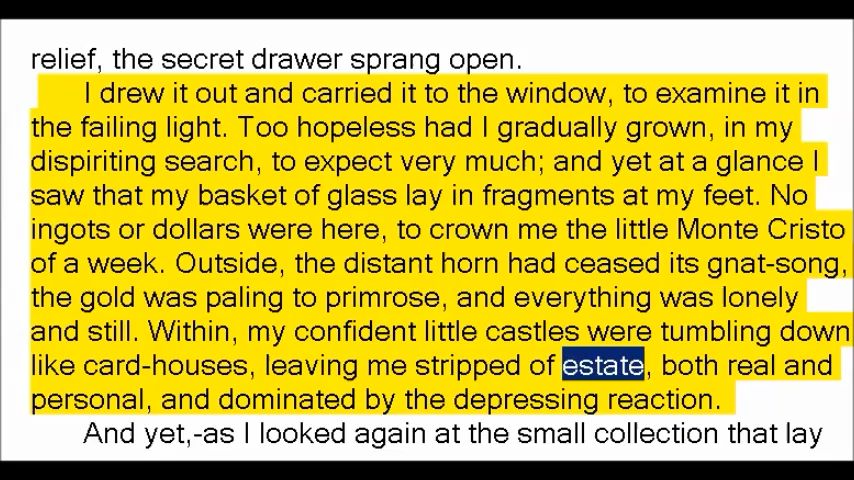 relief, the secret drawer sprang open.
I drew it out and carried it to the window, to examine it in
the failing light. Too hopeless had I gradually grown, in my
dispiriting search, to expect very much; and yet at a glance I
saw that my basket of glass lay in fragments at my feet. No
ingots or dollars were here, to crown me the little Monte Cristo
of a week. Outside, the distant horn had ceased its gnat-song,
the gold was paling to primrose, and everything was lonely
and still. Within, my confident little castles were tumbling down
like card-houses, leaving me stripped of estate, both real and
personal, and dominated by the depressing reaction.
And yet,-as I looked again at the small collection that lay